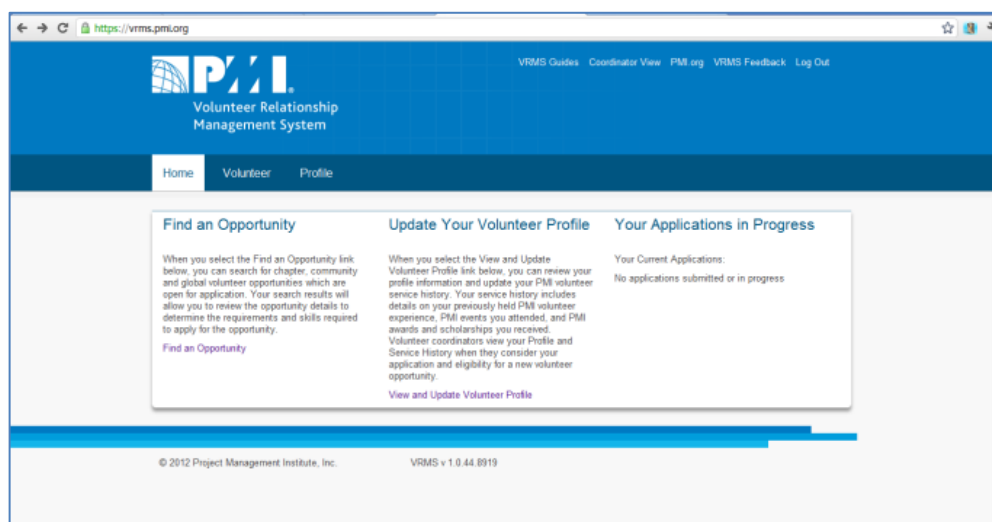 https://vrms.pmi.org
VRMS Guides Coordinator View PMI.org VRMS Feedback Log Out
PMI.
Volunteer Relationship
Management System
Home Volunteer Profile
Find an Opportunity
When you select the Find an Opportunity link
below, you can search for chapter, community
and global volunteer opportunities which are
open for application. Your search results will
allow you to review the opportunity details to
determine the requirements and skills required
to apply for the opportunity.
Find an Opportunity
Update Your Volunteer Profile
When you select the View and Update
Volunteer Profile link below, you can review your
profile information and update your PMI volunteer
service history. Your service history includes
details on your previously held PMI volunteer
experience, PMI events you attended, and PMI
awards and scholarships you received.
Volunteer coordinators view your Profile and
Service History when they consider your
application and eligibility for a new volunteer
opportunity.
View and Update Volunteer Profile
Your Applications in Progress
Your Current Applications:
No applications submitted or in progress
© 2012 Project Management Institute, Inc. VRMS v 1.0.44.8919